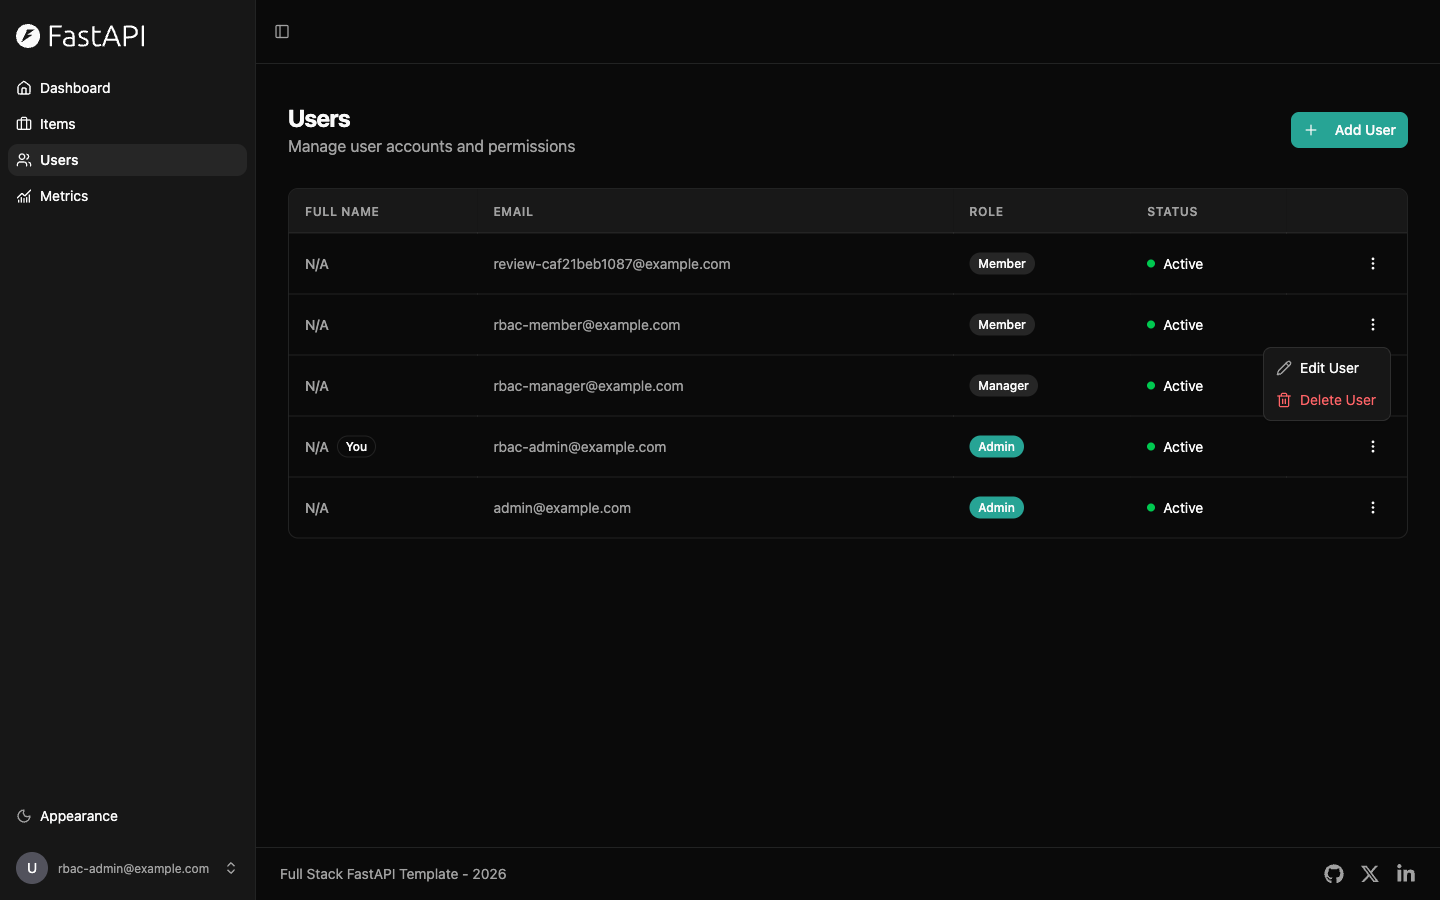 FastAPI
Dashboard
Items
Users
Metrics
Users
Manage user accounts and permissions
Add User
FULL NAME EMAIL ROLE STATUS
N/A review-caf21beb1087@example.com Member Active
N/A rbac-member@example.com Member Active
Edit User
Delete User
N/A rbac-manager@example.com Manager Active
N/A You rbac-admin@example.com Admin Active
N/A admin@example.com Admin Active
Appearance
U rbac-admin@example.com
Full Stack FastAPI Template - 2026